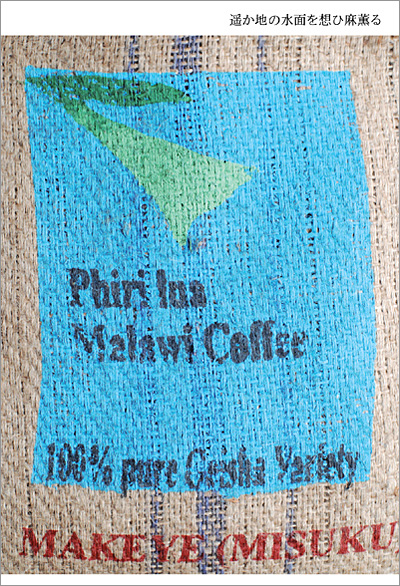 遥か地の水面を想ひ麻薫る
Phiri lua
Malawi Coffee
100% pure Geisha Variety
MAKEYE (MISUKU)